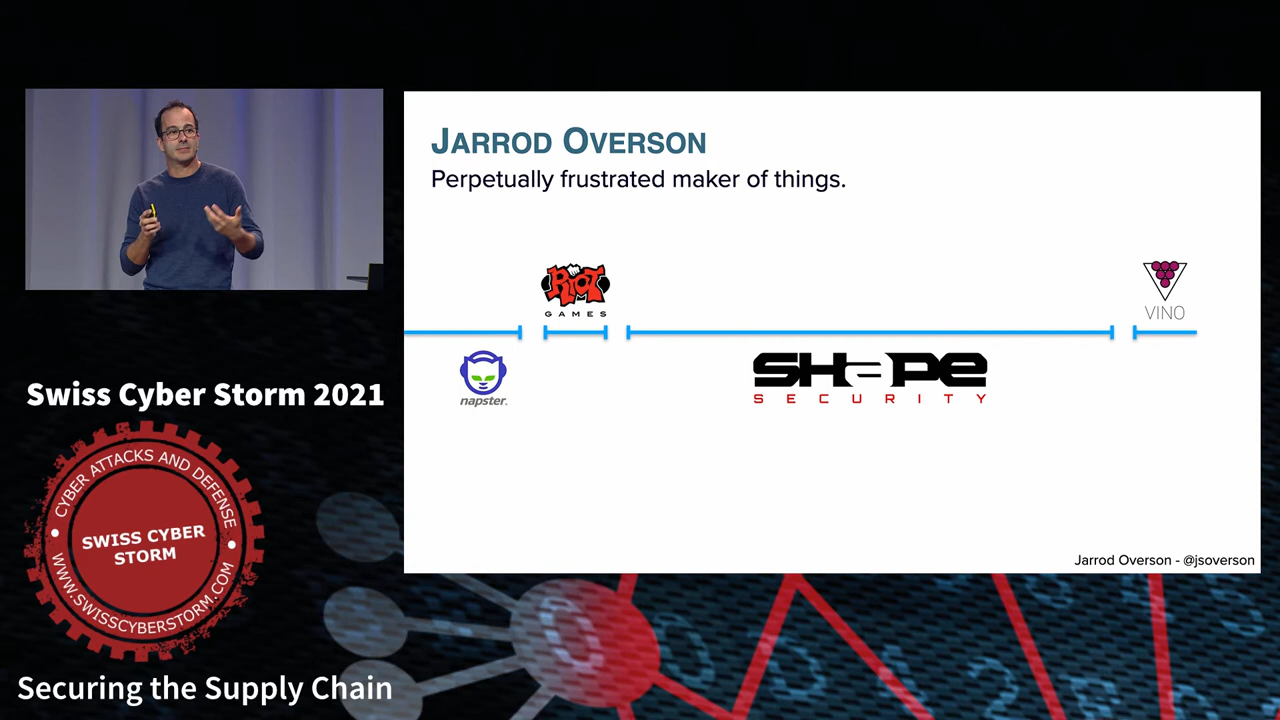 JARROD OVERSON
Perpetually frustrated maker of things.
RIOT
GAMES
VINO
napster.
SHAPE
SECURITY
Jarrod Overson - @jsoverson
Swiss Cyber Storm 2021
CYBER ATTACKS AND DEFENSE
SWISS CYBER
STORM
WWW.SWISSCYBERSTORM.COM
Securing the Supply Chain